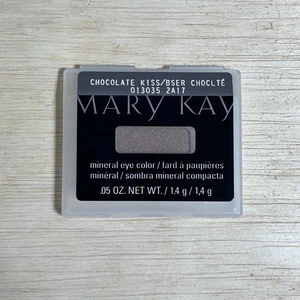 CHOCOLATE KISS/BSER CHOCLTÉ
013035 2A17
MARY KAY
mineral eye color / fard à paupières
minéral / sombra mineral compacta
.05 OZ. NET WT. / 1.4 g / 1,4 g